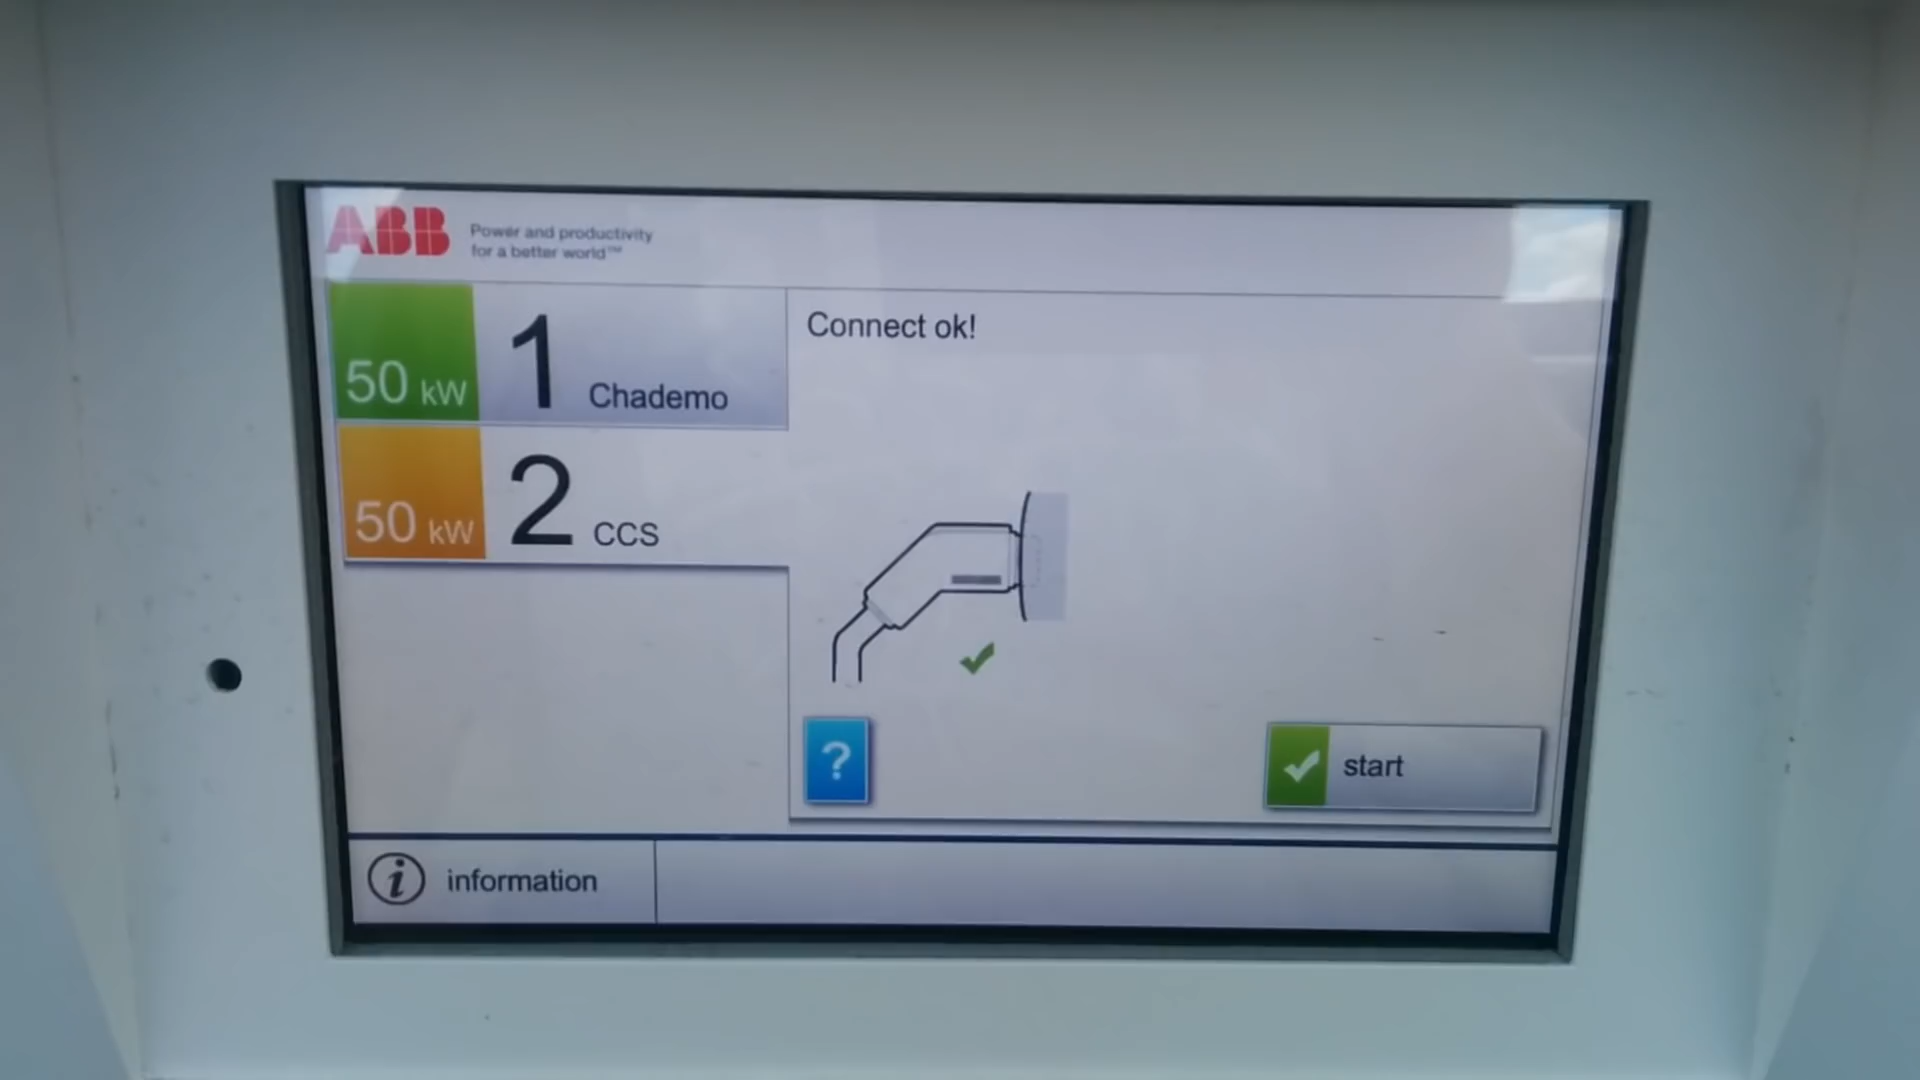 ABB
Power and productivity
for a better world™
50 kW
1
Chademo
50 kW
2
CCS
Connect ok!
?
start
i
information